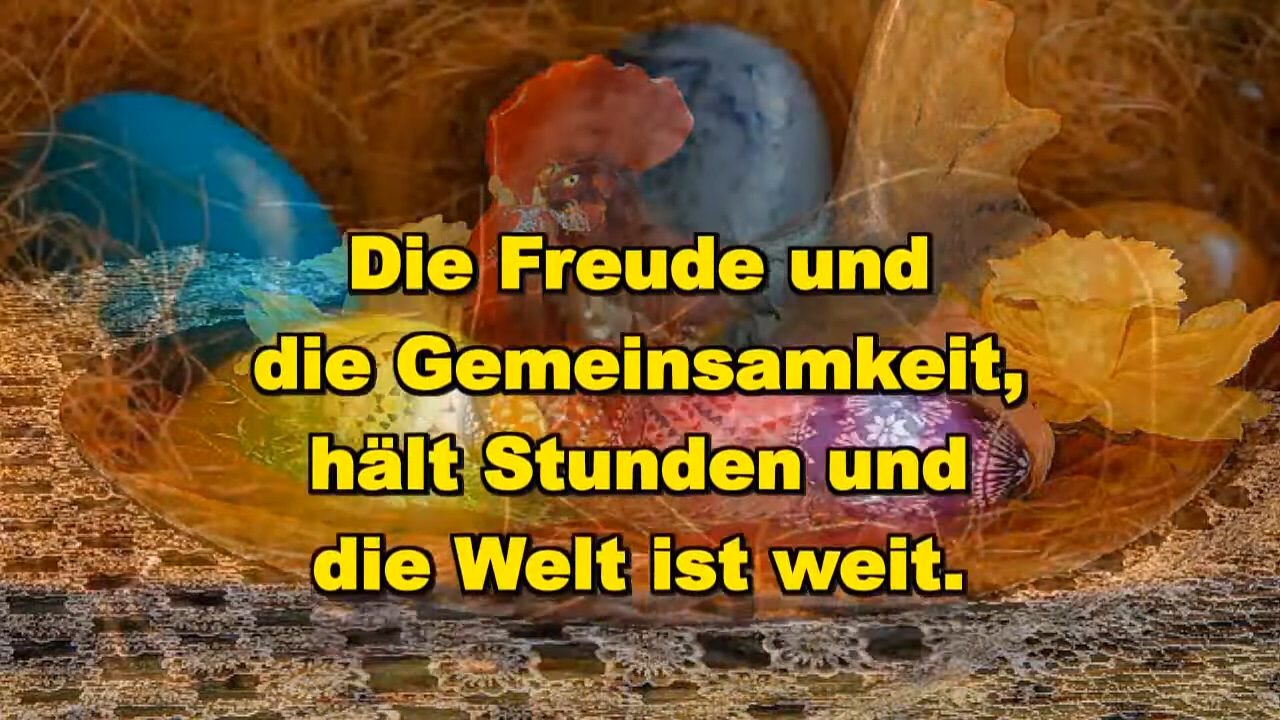 Die Freude und
die Gemeinsamkeit,
hält Stunden und
die Welt ist weit.